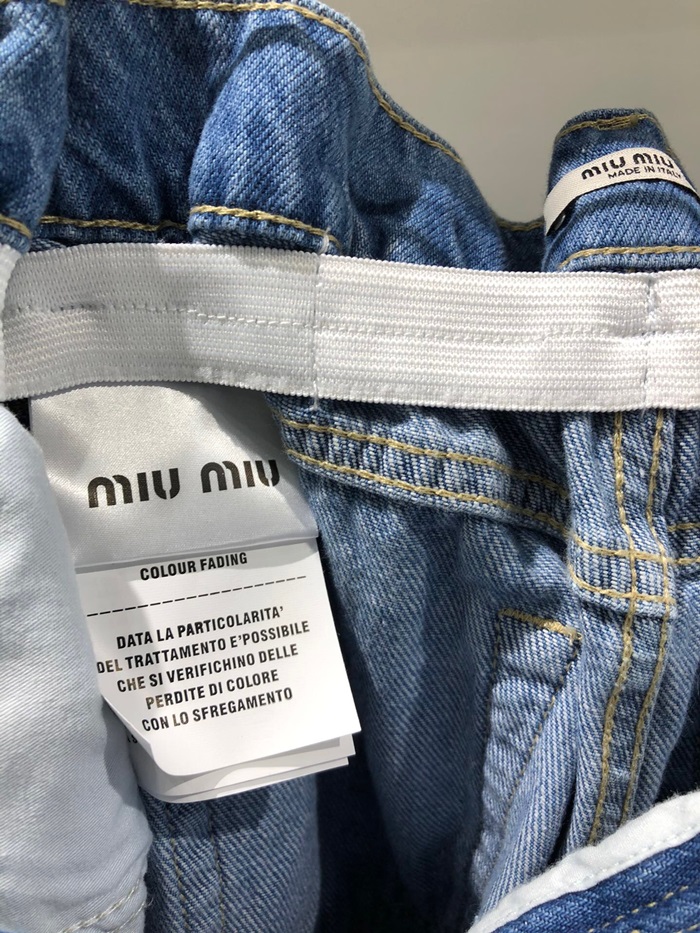 miu miu
MADE IN ITALY
miu miu
COLOUR FADING
DATA LA PARTICOLARITA'
DEL TRATTAMENTO E'POSSIBILE
CHE SI VERIFICHINO DELLE
PERDITE DI COLORE
CON LO SFREGAMENTO